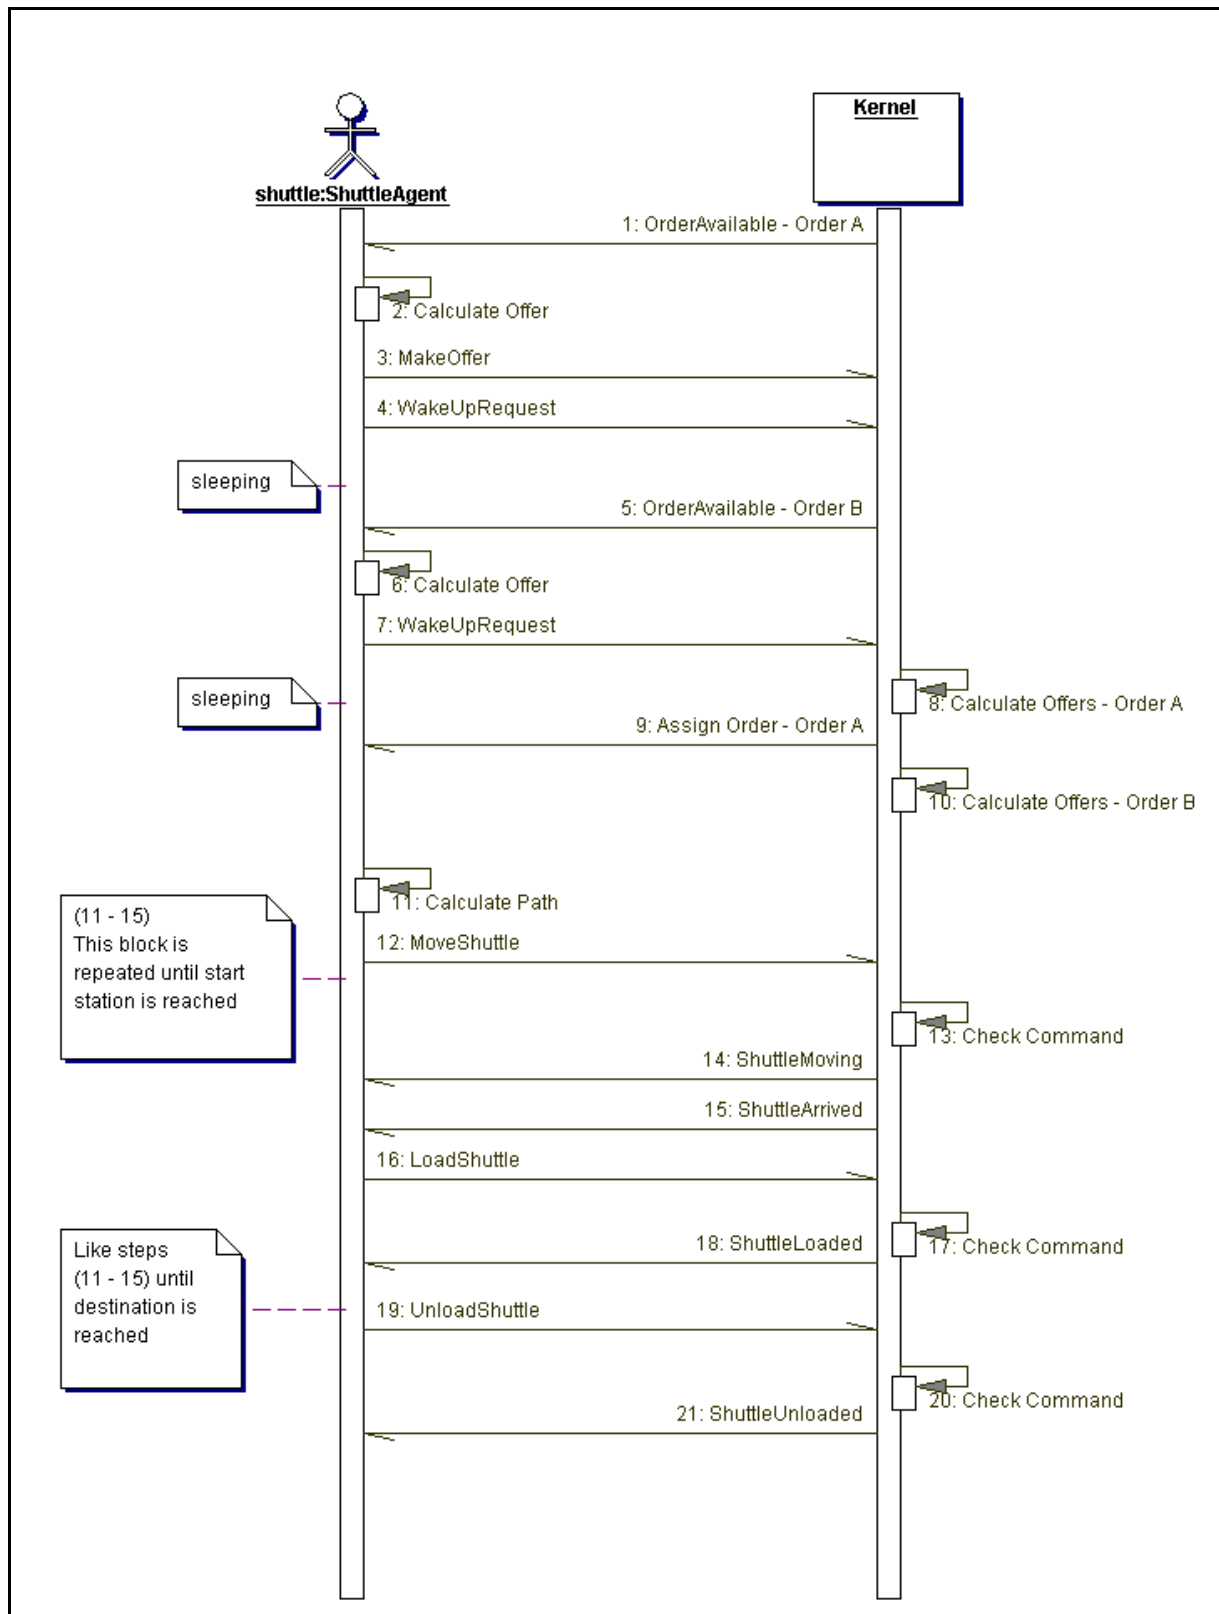 Kernel
shuttle:ShuttleAgent
1: OrderAvailable - Order A
2: Calculate Offer
3: MakeOffer
4: WakeUpRequest
sleeping
5: OrderAvailable - Order B
6: Calculate Offer
7: WakeUpRequest
sleeping
8: Calculate Offers - Order A
9: Assign Order - Order A
10: Calculate Offers - Order B
11: Calculate Path
(11 - 15)
This block is
repeated until start
station is reached
12: MoveShuttle
13: Check Command
14: ShuttleMoving
15: ShuttleArrived
16: LoadShuttle
18: ShuttleLoaded
17: Check Command
Like steps
(11 - 15) until
destination is
reached
19: UnloadShuttle
20: Check Command
21: ShuttleUnloaded